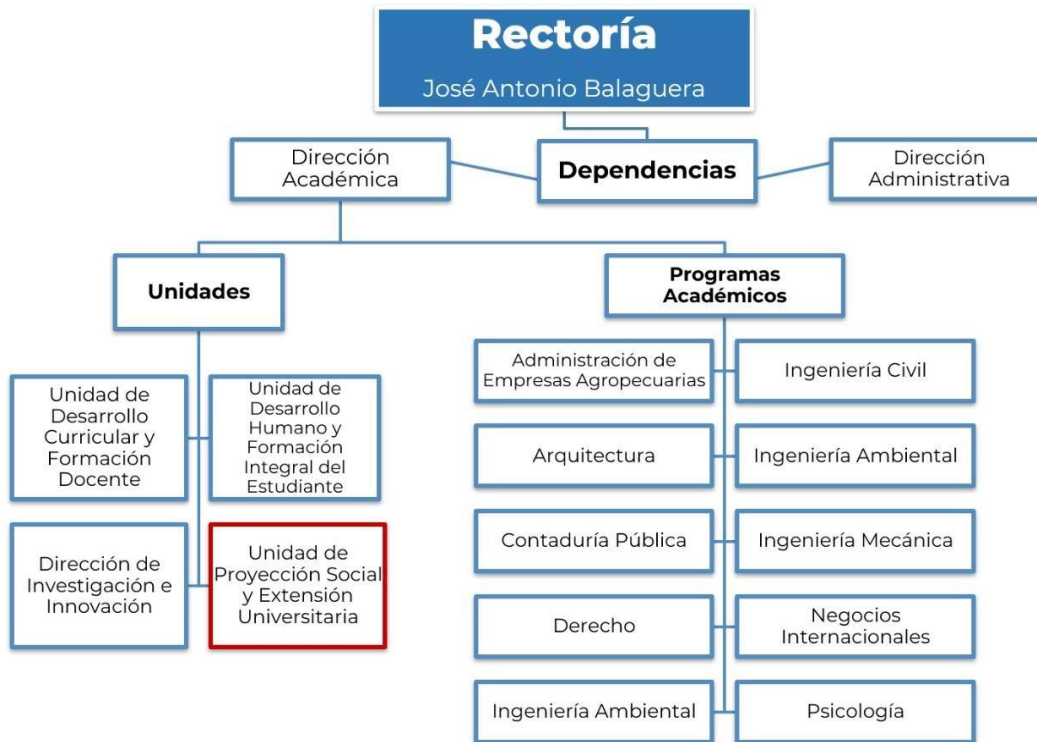 Rectoría
José Antonio Balaguera
Dirección
Académica
Dependencias
Dirección
Administrativa
Unidades
Programas
Académicos
Unidad de
Desarrollo
Curricular y
Formación
Docente
Unidad de
Desarrollo
Humano y
Formación
Integral del
Estudiante
Dirección de
Investigación e
Innovación
Unidad de
Proyección Social
y Extensión
Universitaria
Administración de
Empresas Agropecuarias
Ingeniería Civil
Arquitectura
Ingeniería Ambiental
Contaduría Pública
Ingeniería Mecánica
Derecho
Negocios
Internacionales
Ingeniería Ambiental
Psicología